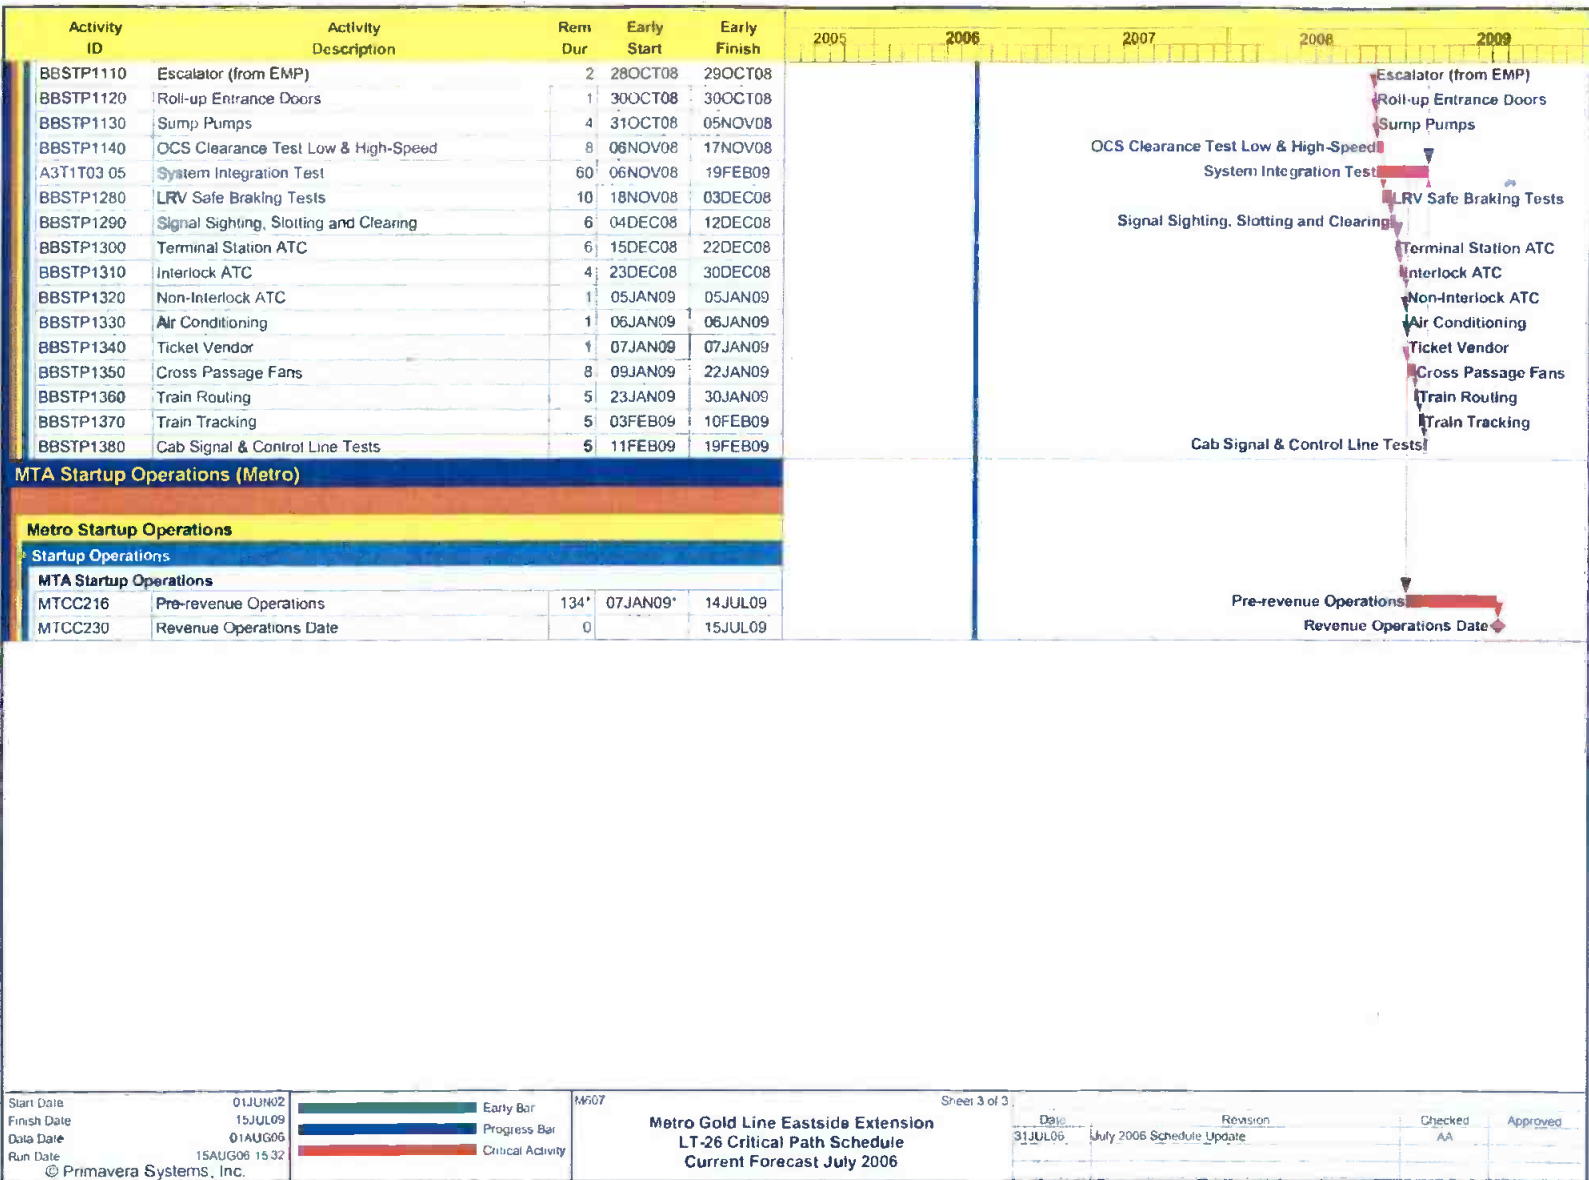 Activity ID Activity Description Rem Dur Early Start Early Finish 2005 2006 2007 2008 2009
BBSTP1110 Escalator (from EMP) 2 28OCT08 29OCT08 Escalator (from EMP)
BBSTP1120 Roll-up Entrance Doors 1 30OCT08 30OCT08 Roll-up Entrance Doors
BBSTP1130 Sump Pumps 4 31OCT08 05NOV08 Sump Pumps
BBSTP1140 OCS Clearance Test Low & High-Speed 8 06NOV08 17NOV08 OCS Clearance Test Low & High-Speed
A3T1T03 05 System Integration Test 60 06NOV08 19FEB09 System Integration Test
BBSTP1280 LRV Safe Braking Tests 10 18NOV08 03DEC08 LRV Safe Braking Tests
BBSTP1290 Signal Sighting, Slotting and Clearing 6 04DEC08 12DEC08 Signal Sighting, Slotting and Clearing
BBSTP1300 Terminal Station ATC 6 15DEC08 22DEC08 Terminal Station ATC
BBSTP1310 Interlock ATC 4 23DEC08 30DEC08 Interlock ATC
BBSTP1320 Non-Interlock ATC 1 05JAN09 05JAN09 Non-Interlock ATC
BBSTP1330 Air Conditioning 1 06JAN09 06JAN09 Air Conditioning
BBSTP1340 Ticket Vendor 1 07JAN09 07JAN09 Ticket Vendor
BBSTP1350 Cross Passage Fans 8 09JAN09 22JAN09 Cross Passage Fans
BBSTP1360 Train Routing 5 23JAN09 30JAN09 Train Routing
BBSTP1370 Train Tracking 5 03FEB09 10FEB09 Train Tracking
BBSTP1380 Cab Signal & Control Line Tests 5 11FEB09 19FEB09 Cab Signal & Control Line Tests
MTA Startup Operations (Metro)
Metro Startup Operations
Startup Operations
MTA Startup Operations
MTCC216 Pre-revenue Operations 134* 07JAN09* 14JUL09 Pre-revenue Operations
MTCC230 Revenue Operations Date 0 15JUL09 Revenue Operations Date
Start Date 01JUN02
Finish Date 15JUL09
Data Date 01AUG06
Run Date 15AUG06 15:32
© Primavera Systems, Inc.
Early Bar
Progress Bar
Critical Activity
M607 Sheet 3 of 3
Metro Gold Line Eastside Extension
LT-26 Critical Path Schedule
Current Forecast July 2006
Date Revision Checked Approved
31JUL06 July 2006 Schedule Update AA